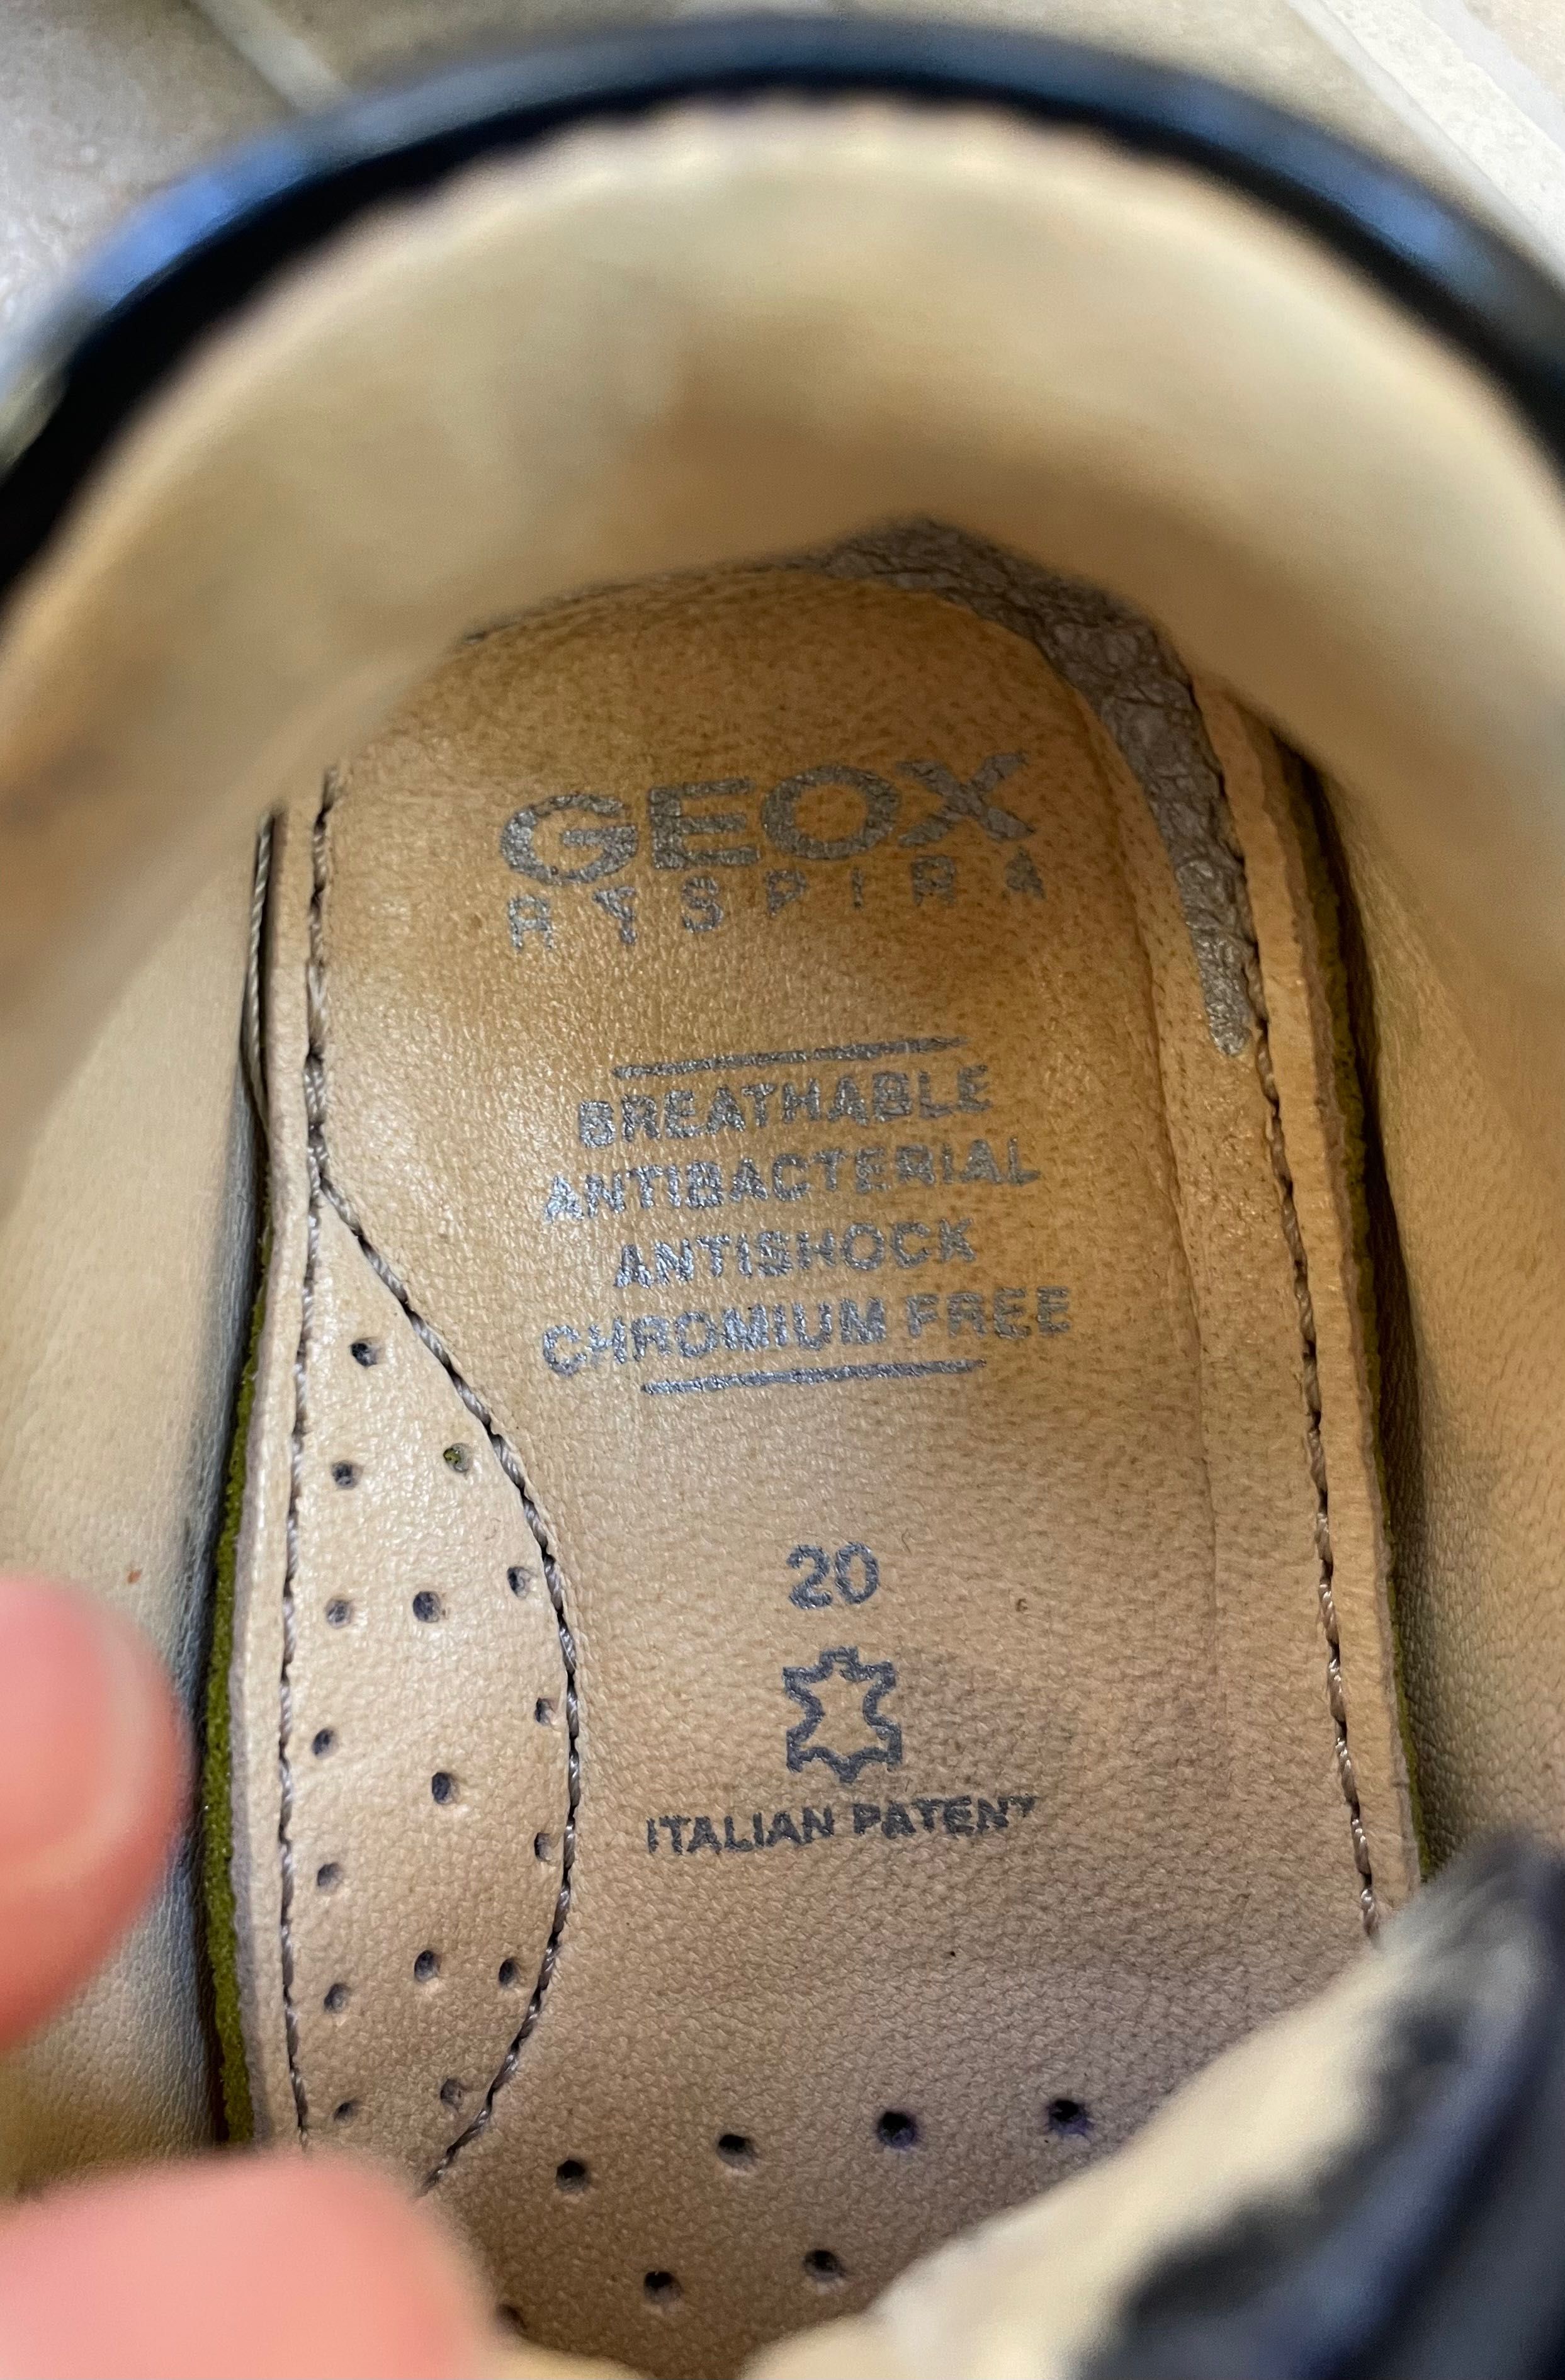 GEOX
RESPIRA
BREATHABLE
ANTIBACTERIAL
ANTISHOCK
CHROMIUM FREE
20
ITALIAN PATENT